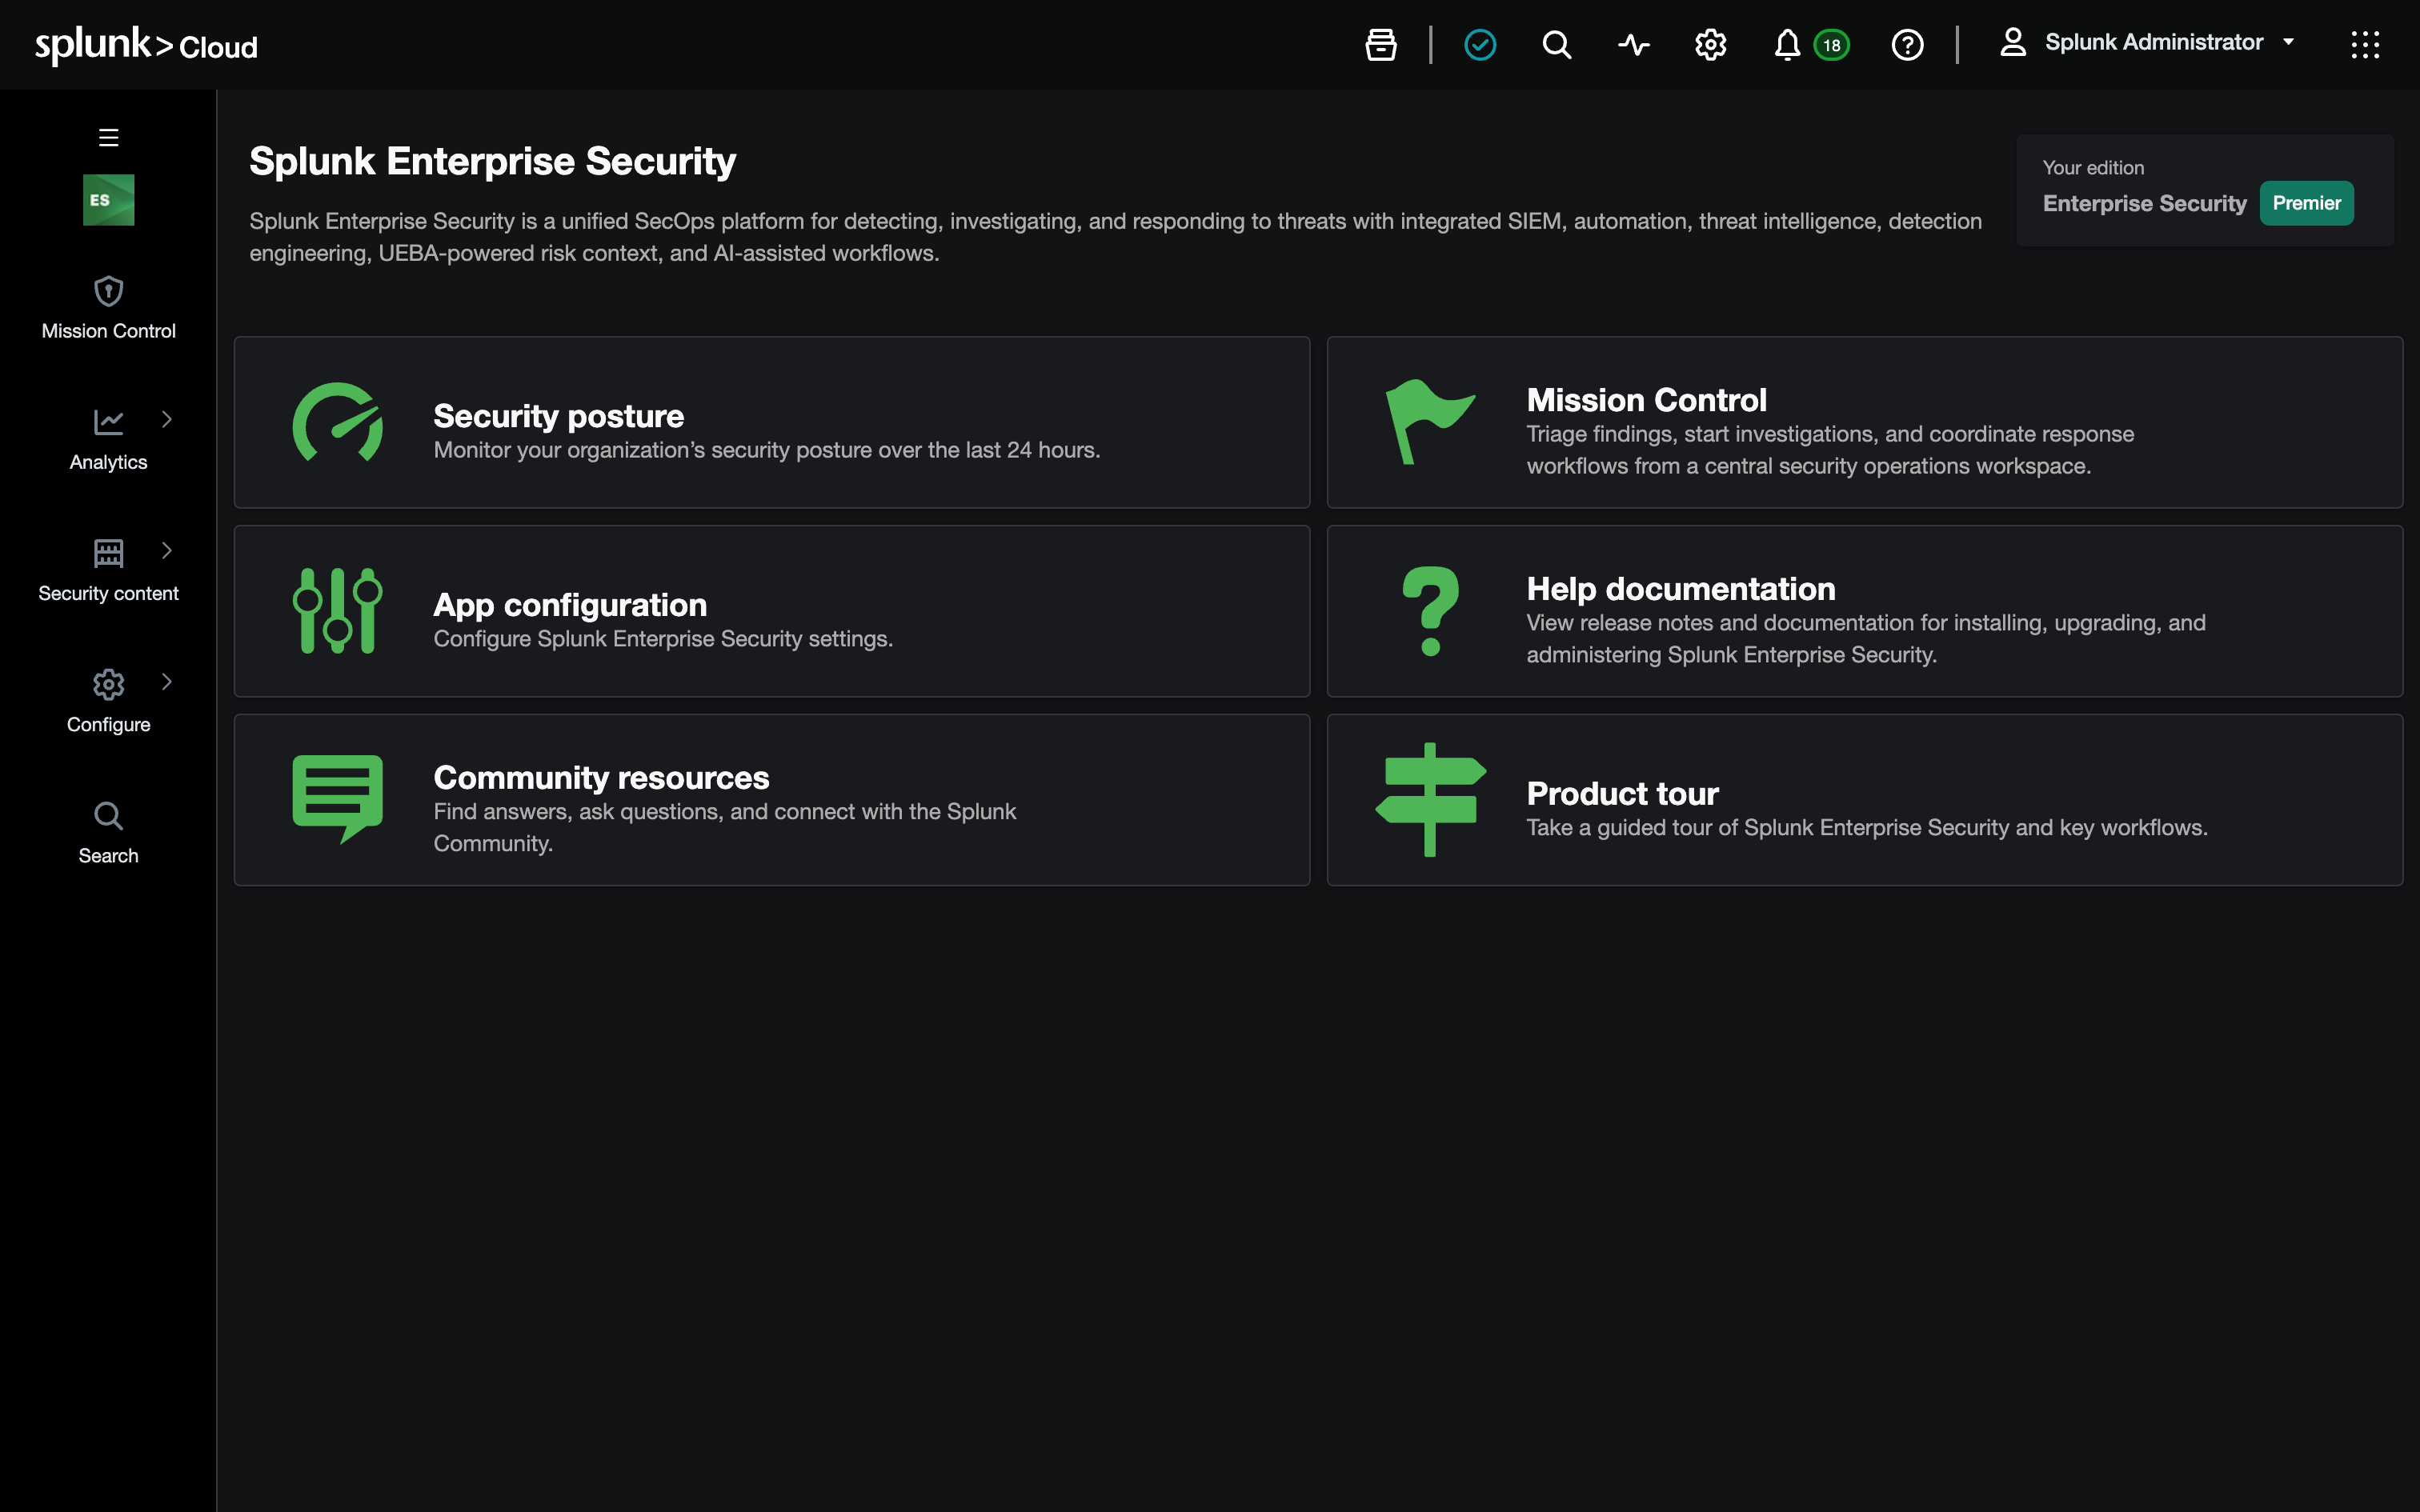 splunk>Cloud
18
Splunk Administrator
ES
Mission Control
Analytics
Security content
Configure
Search
Splunk Enterprise Security
Splunk Enterprise Security is a unified SecOps platform for detecting, investigating, and responding to threats with integrated SIEM, automation, threat intelligence, detection
engineering, UEBA-powered risk context, and AI-assisted workflows.
Your edition
Enterprise Security Premier
Security posture
Monitor your organization’s security posture over the last 24 hours.
Mission Control
Triage findings, start investigations, and coordinate response
workflows from a central security operations workspace.
App configuration
Configure Splunk Enterprise Security settings.
Help documentation
View release notes and documentation for installing, upgrading, and
administering Splunk Enterprise Security.
Community resources
Find answers, ask questions, and connect with the Splunk
Community.
Product tour
Take a guided tour of Splunk Enterprise Security and key workflows.